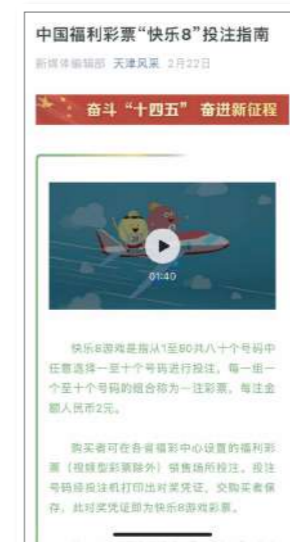 中国福利彩票“快乐8”投注指南
新媒体编辑部 天津风采 2月22日
奋斗“十四五” 奋进新征程
01:40
快乐8游戏是指从1至80共八十个号码中
任意选择一至十个号码进行投注，每一组一
个至十个号码的组合称为一注彩票，每注金
额人民币2元。
购买者可在各省福彩中心设置的福利彩
票（视频型彩票除外）销售场所投注。投注
号码经投注机打印出对奖凭证，交购买者保
存，此对奖凭证即为快乐8游戏彩票。